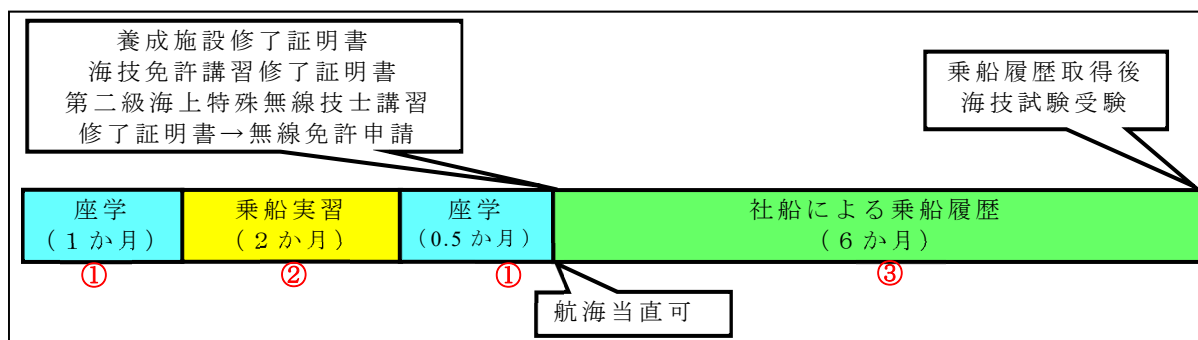 養成施設修了証明書
海技免許講習修了証明書
第二級海上特殊無線技士講習
修了証明書→無線免許申請
乗船履歴取得後
海技試験受験
座学
（１か月）
乗船実習
（２か月）
座学
（0.5か月）
社船による乗船履歴
（６か月）
①
②
①
③
航海当直可